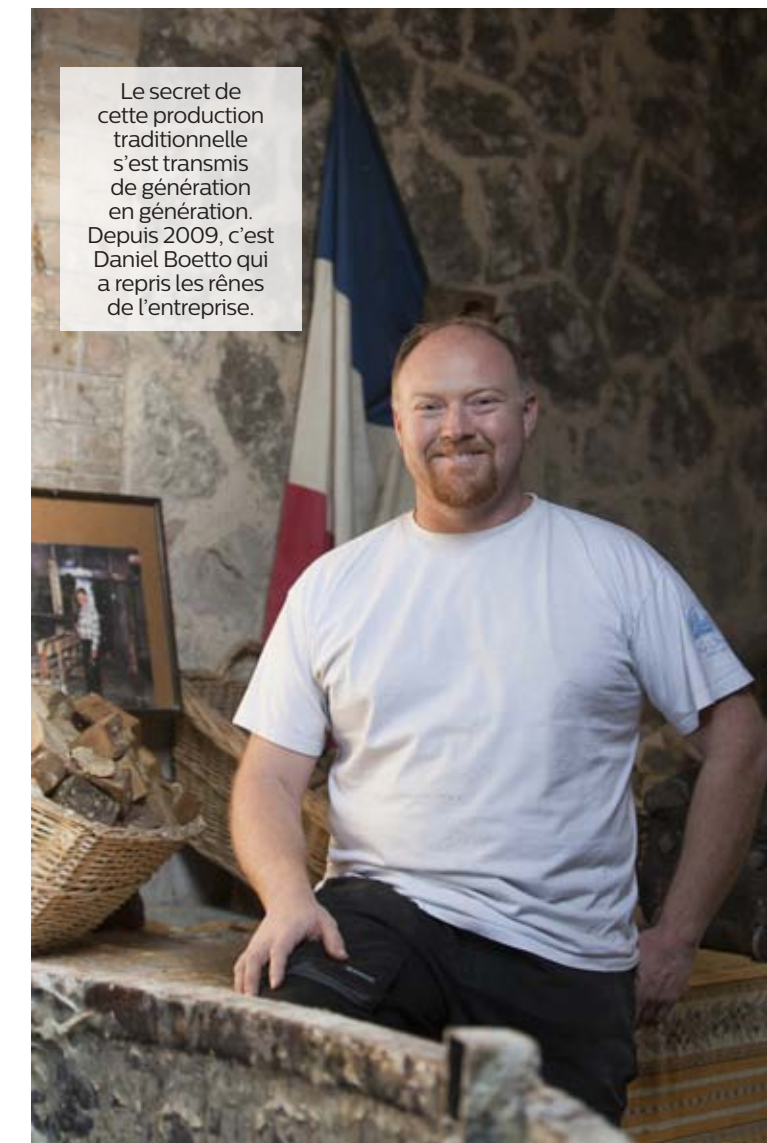 Le secret de
cette production
traditionnelle
s’est transmis
de génération
en génération.
Depuis 2009, c’est
Daniel Boetto qui
a repris les rênes
de l’entreprise.